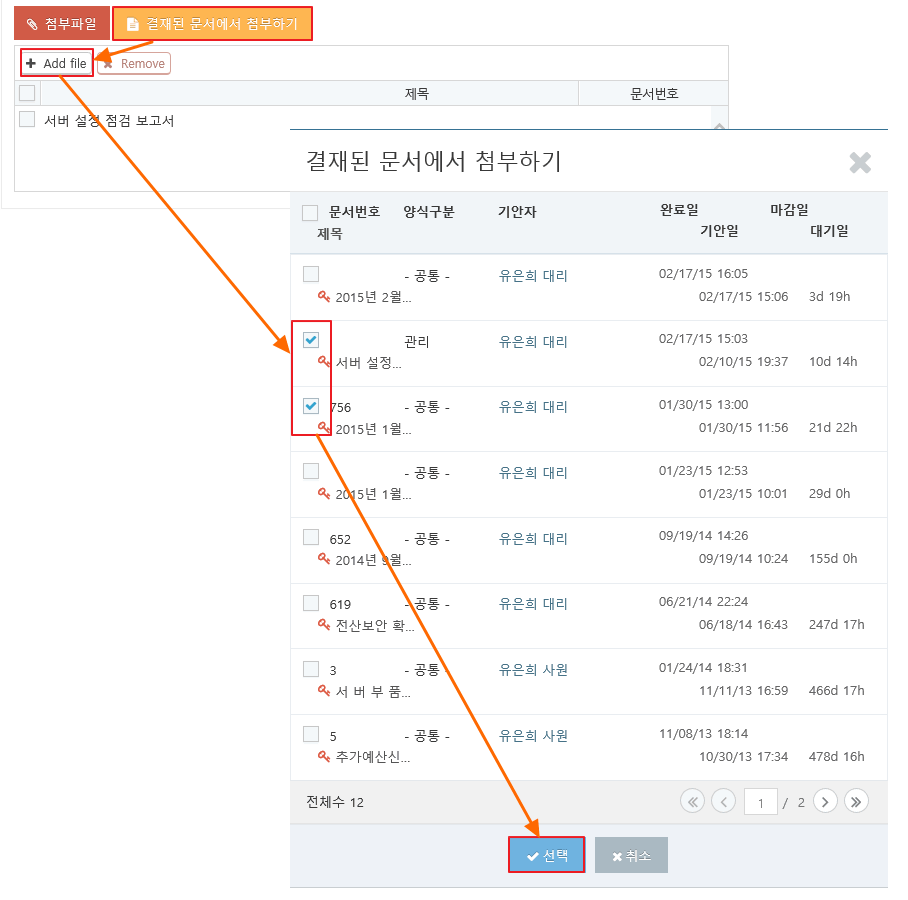 첨부파일 결재된 문서에서 첨부하기
Add file Remove
제목 문서번호
서버 설정 점검 보고서
결재된 문서에서 첨부하기
문서번호 양식구분 기안자 완료일 마감일
제목 기안일 대기일
- 공통 - 유은희 대리 02/17/15 16:05
2015년 2월... 02/17/15 15:06 3d 19h
관리 유은희 대리 02/17/15 15:03
서버 설정... 02/10/15 19:37 10d 14h
756 - 공통 - 유은희 대리 01/30/15 13:00
2015년 1월... 01/30/15 11:56 21d 22h
- 공통 - 유은희 대리 01/23/15 12:53
2015년 1월... 01/23/15 10:01 29d 0h
652 - 공통 - 유은희 대리 09/19/14 14:26
2014년 9월... 09/19/14 10:24 155d 0h
619 - 공통 - 유은희 대리 06/21/14 22:24
전산보안 확... 06/18/14 16:43 247d 17h
3 - 공통 - 유은희 사원 01/24/14 18:31
서 버 부 품... 11/11/13 16:59 466d 17h
5 - 공통 - 유은희 사원 11/08/13 18:14
추가예산신... 10/30/13 17:34 478d 16h
전체수 12 1 / 2
선택 취소